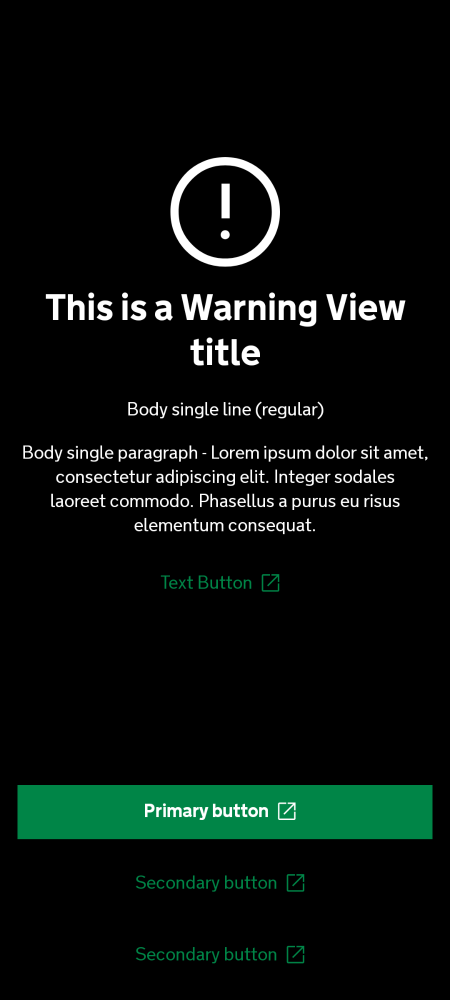 This is a Warning View
title
Body single line (regular)
Body single paragraph - Lorem ipsum dolor sit amet,
consectetur adipiscing elit. Integer sodales
laoreet commodo. Phasellus a purus eu risus
elementum consequat.
Text Button
Primary button
Secondary button
Secondary button